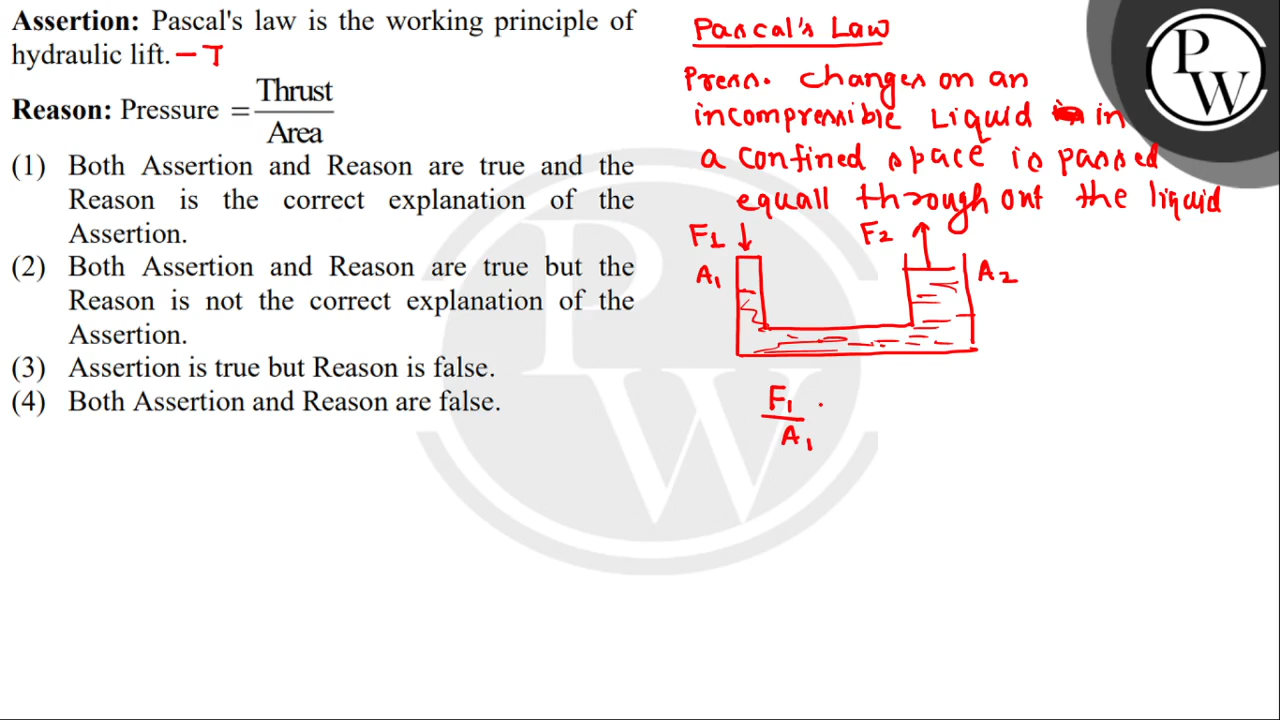 Assertion: Pascal's law is the working principle of
hydraulic lift. - T
Reason: Pressure = Thrust
Area
(1) Both Assertion and Reason are true and the
Reason is the correct explanation of the
Assertion.
(2) Both Assertion and Reason are true but the
Reason is not the correct explanation of the
Assertion.
(3) Assertion is true but Reason is false.
(4) Both Assertion and Reason are false.
Pascal's Law
Press. changes on an
incompressible Liquid in
a confined space is passed
equall through out the liquid
F1 F2
A1 A2
F1
A1
PW